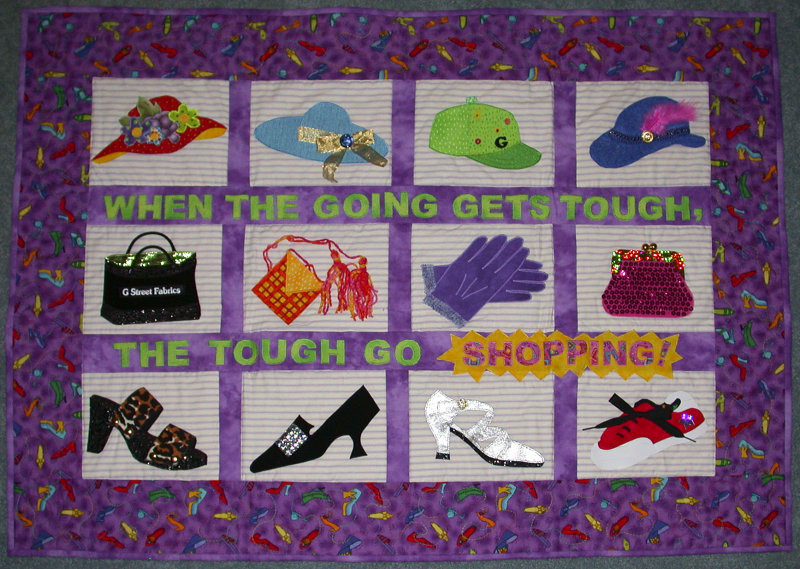 G
WHEN THE GOING GETS TOUGH,
G Street Fabrics
THE TOUGH GO SHOPPING!